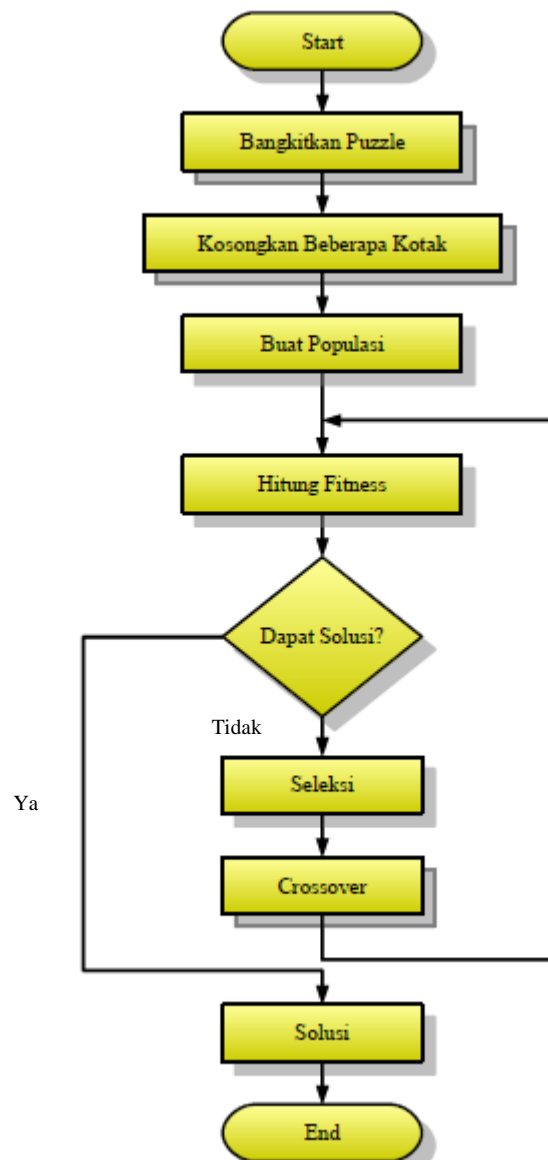 Start
Bangkitkan Puzzle
Kosongkan Beberapa Kotak
Buat Populasi
Hitung Fitness
Dapat Solusi?
Tidak
Seleksi
Ya
Crossover
Solusi
End